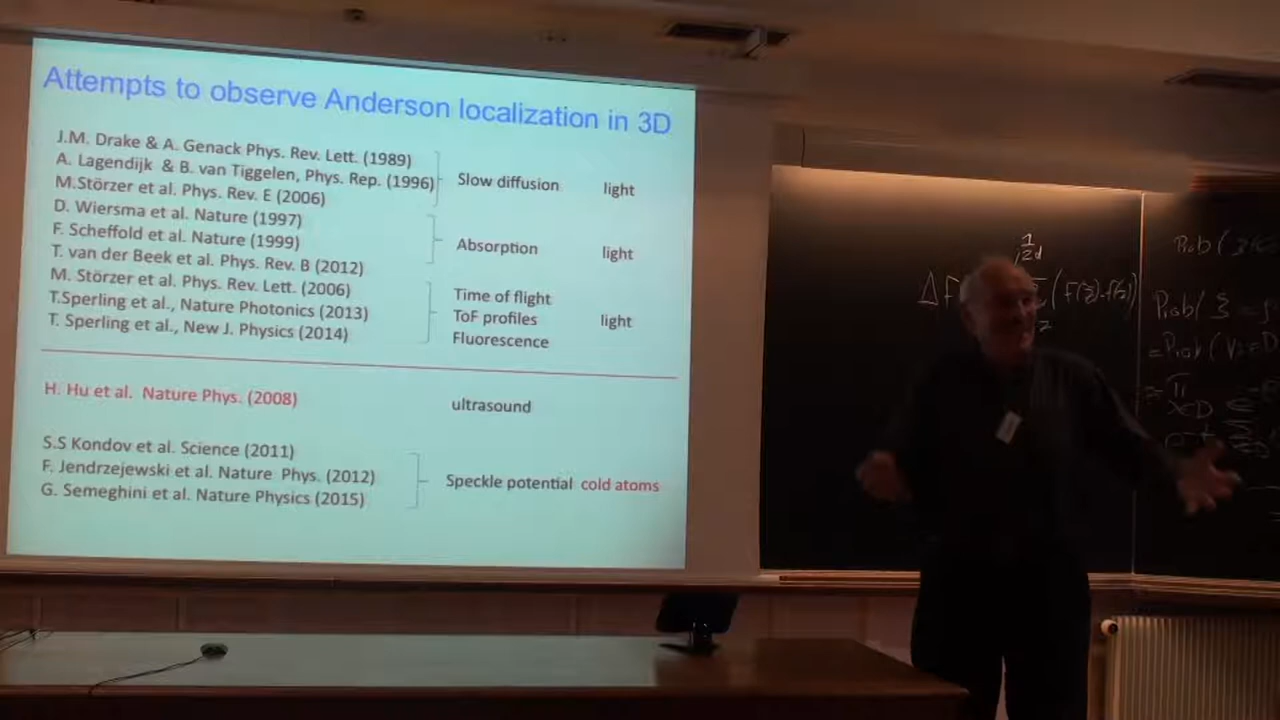 Attempts to observe Anderson localization in 3D
J.M. Drake & A. Genack Phys. Rev. Lett. (1989)
A. Lagendijk & B. van Tiggelen, Phys. Rep. (1996)
M.Störzer et al. Phys. Rev. E (2006)
Slow diffusion light
D. Wiersma et al. Nature (1997)
F. Scheffold et al. Nature (1999)
T. van der Beek et al. Phys. Rev. B (2012)
Absorption light
M. Störzer et al. Phys. Rev. Lett. (2006)
T.Sperling et al., Nature Photonics (2013)
T. Sperling et al., New J. Physics (2014)
Time of flight
ToF profiles light
Fluorescence
H. Hu et al. Nature Phys. (2008)
ultrasound
S.S Kondov et al. Science (2011)
F. Jendrzejewski et al. Nature Phys. (2012)
G. Semeghini et al. Nature Physics (2015)
Speckle potential cold atoms
Prob(
Prob(